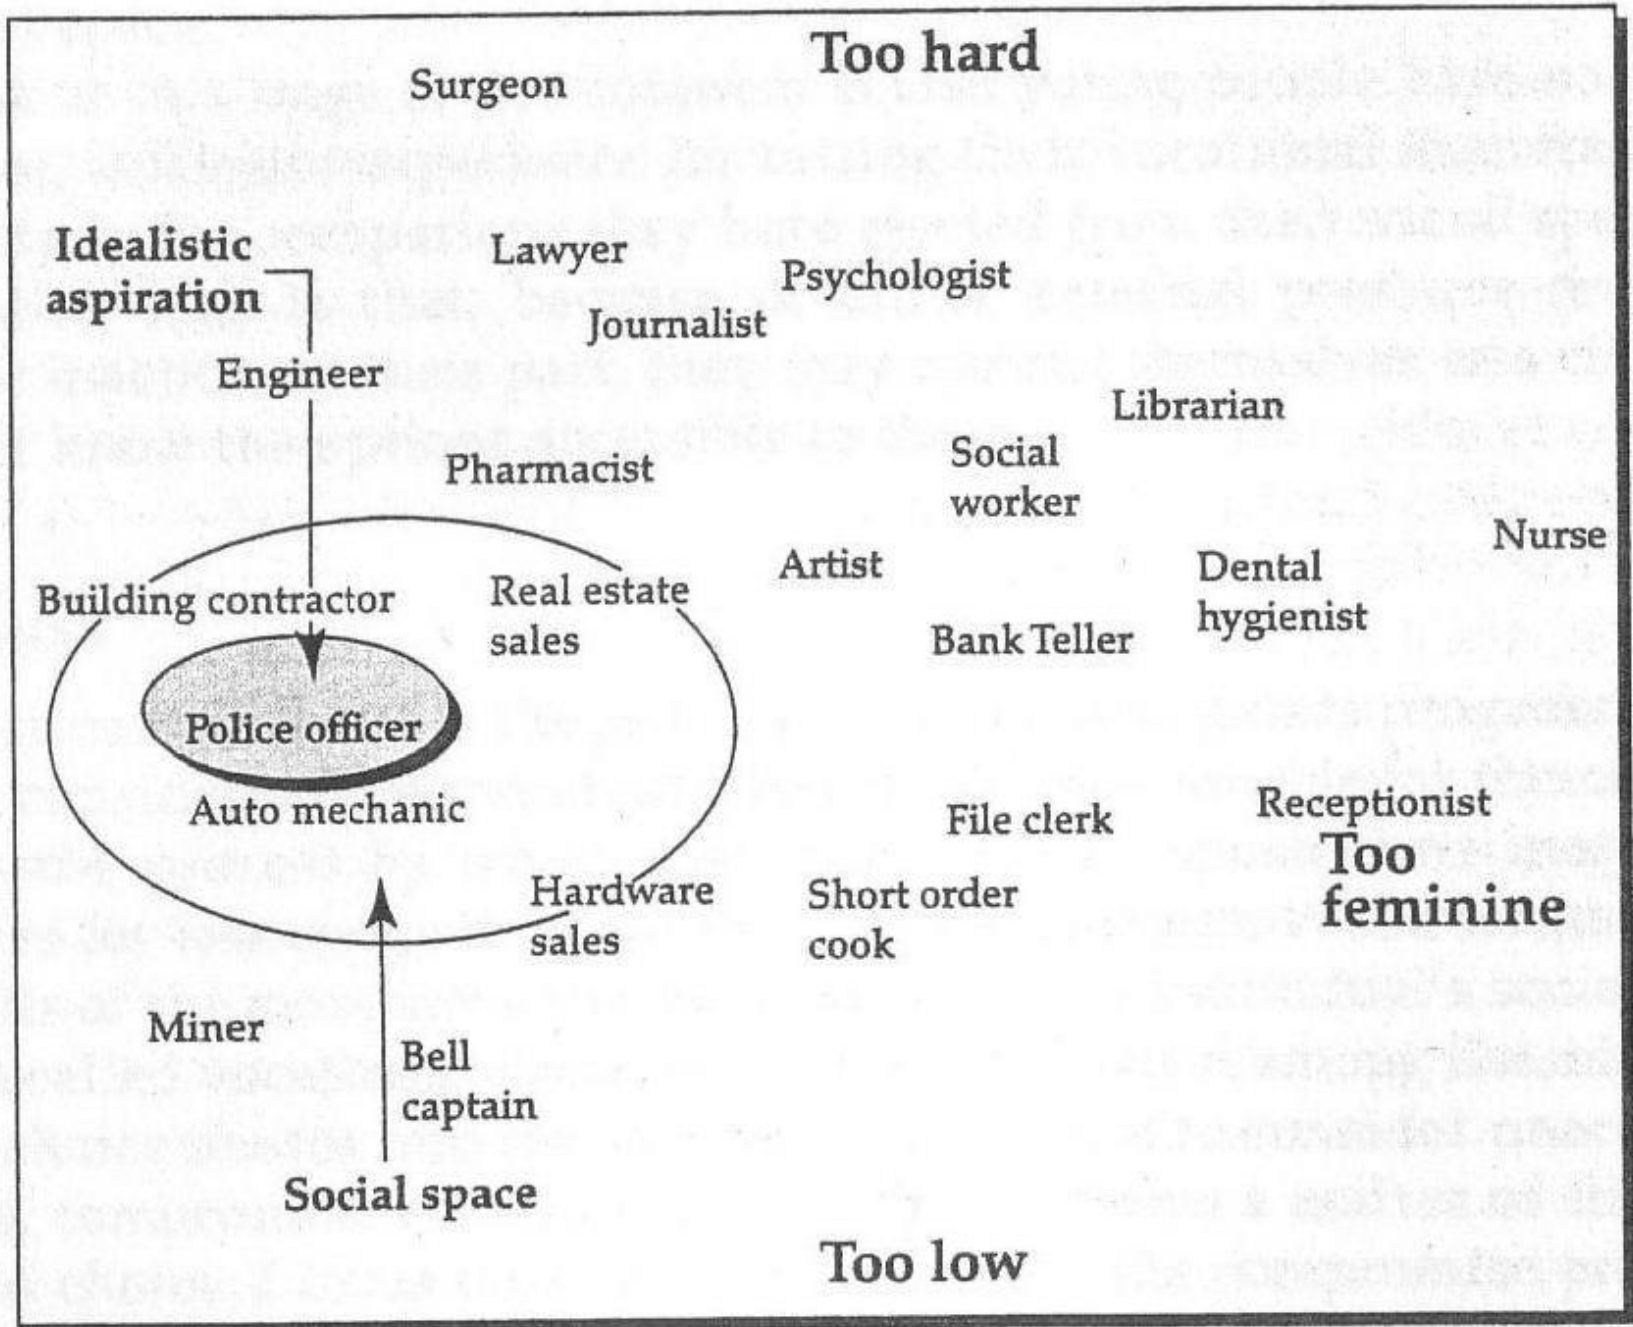 Too hard
Surgeon
Idealistic
aspiration
Lawyer
Psychologist
Journalist
Engineer
Librarian
Pharmacist
Social
worker
Nurse
Artist
Dental
hygienist
Building contractor
Real estate
sales
Bank Teller
Police officer
Auto mechanic
File clerk
Receptionist
Too
feminine
Hardware
sales
Short order
cook
Miner
Bell
captain
Social space
Too low